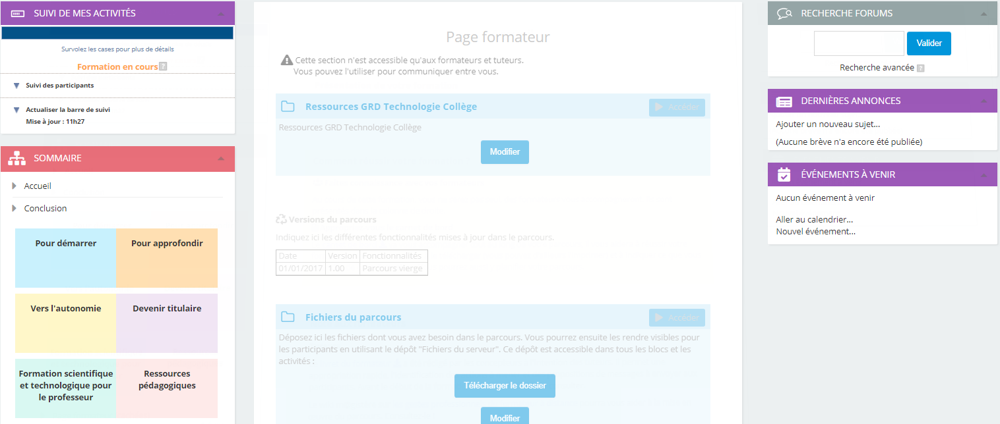 SUIVI DE MES ACTIVITÉS
Survolez les cases pour plus de détails
Formation en cours ?
Suivi des participants
Actualiser la barre de suivi
Mise à jour : 11h27
SOMMAIRE
Accueil
Conclusion
Pour démarrer
Pour approfondir
Vers l'autonomie
Devenir titulaire
Formation scientifique
et technologique pour
le professeur
Ressources
pédagogiques
Page formateur
Cette section n'est accessible qu'aux formateurs et tuteurs.
Vous pouvez l'utiliser pour communiquer entre vous.
Ressources GRD Technologie Collège
Accéder
Ressources GRD Technologie Collège
Modifier
Versions du parcours
Indiquez ici les différentes fonctionnalités mises à jour dans le parcours.
Date Version Fonctionnalités
01/01/2017 1.00 Parcours vierge
Fichiers du parcours
Accéder
Déposez ici les fichiers dont vous avez besoin dans le parcours. Vous pourrez ensuite les rendre visibles pour
les participants en utilisant le dépôt "Fichiers du serveur". Ce dépôt est accessible dans tous les blocs et les
activités :
Télécharger le dossier
Modifier
RECHERCHE FORUMS
Valider
Recherche avancée ?
DERNIÈRES ANNONCES
Ajouter un nouveau sujet...
(Aucune brève n'a encore été publiée)
ÉVÉNEMENTS À VENIR
Aucun événement à venir
Aller au calendrier...
Nouvel événement...